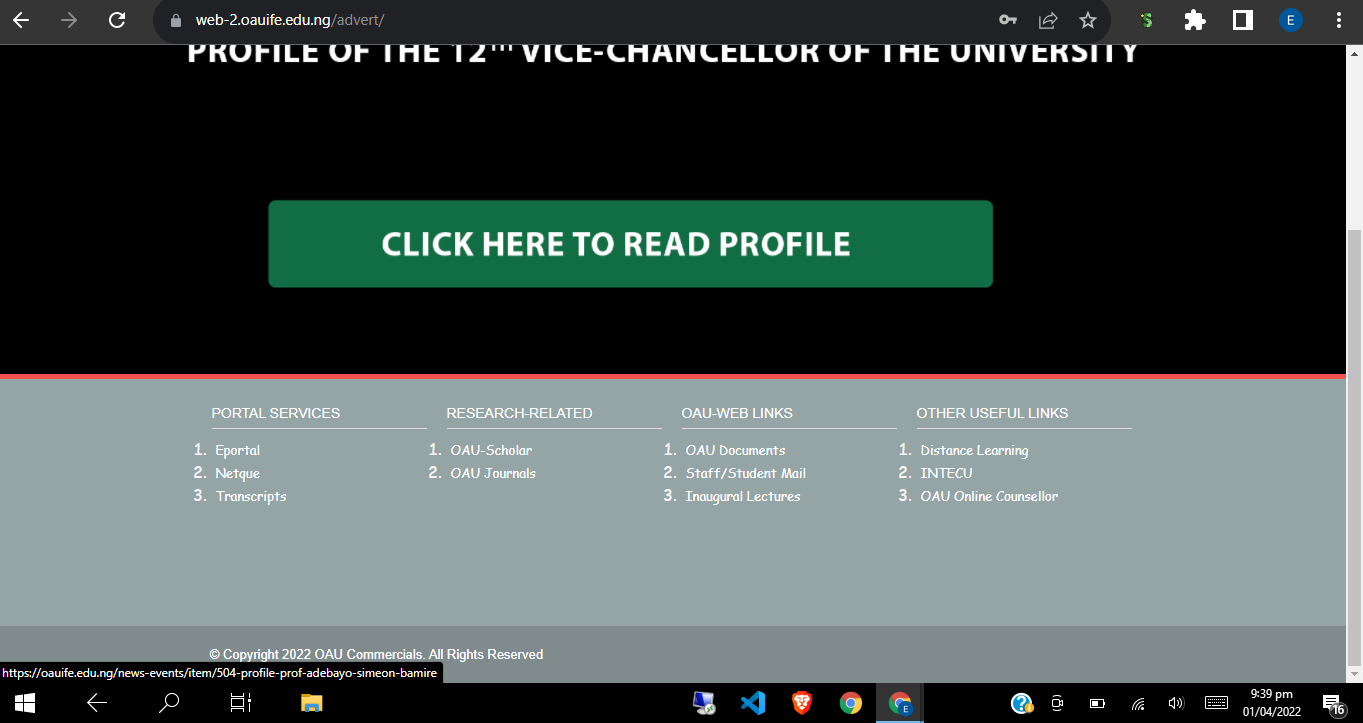 web-2.oauife.edu.ng/advert/
E
PROFILE OF THE 12TH VICE-CHANCELLOR OF THE UNIVERSITY
CLICK HERE TO READ PROFILE
PORTAL SERVICES
1. Eportal
2. Netque
3. Transcripts
RESEARCH-RELATED
1. OAU-Scholar
2. OAU Journals
OAU-WEB LINKS
1. OAU Documents
2. Staff/Student Mail
3. Inaugural Lectures
OTHER USEFUL LINKS
1. Distance Learning
2. INTECU
3. OAU Online Counsellor
© Copyright 2022 OAU Commercials. All Rights Reserved
https://oauife.edu.ng/news-events/item/504-profile-prof-adebayo-simeon-bamire
E
9:39 pm
01/04/2022
16